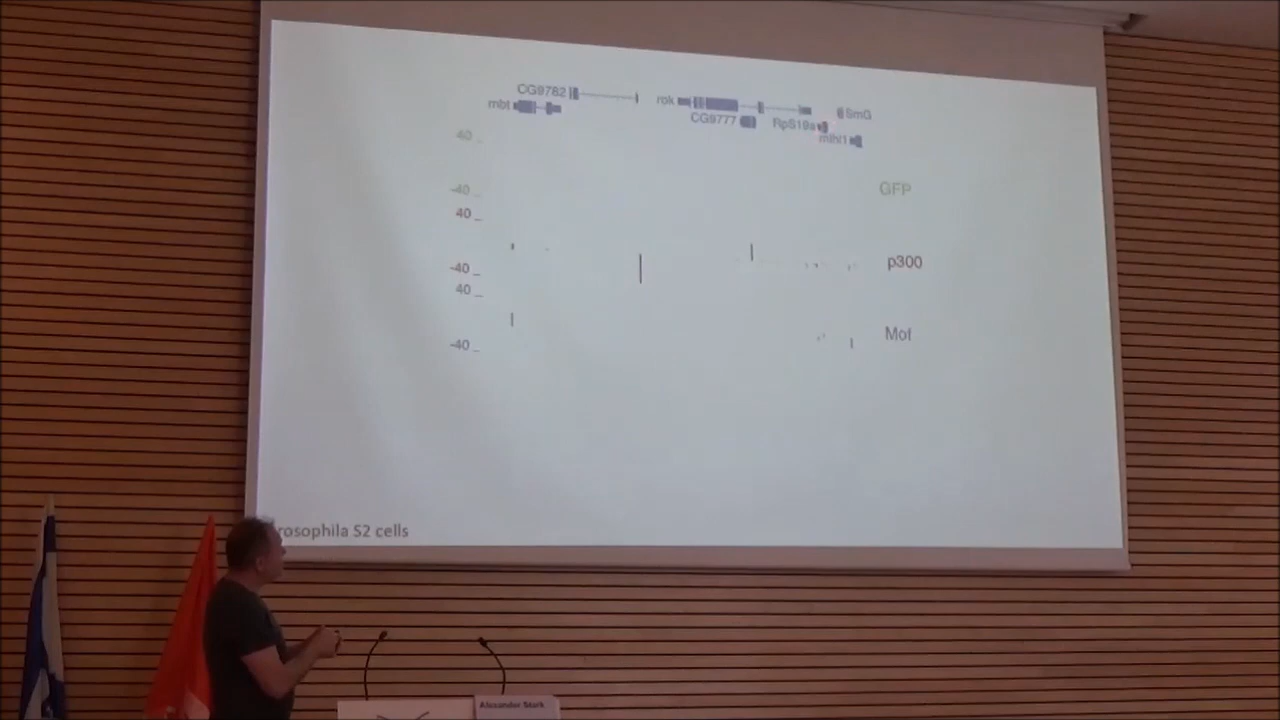 CG9782
mbt
rok
CG9777
SmG
RpS19a
mlht1
40
-40
GFP
40
-40
p300
40
-40
Mof
rosophila S2 cells
Alexander Stark